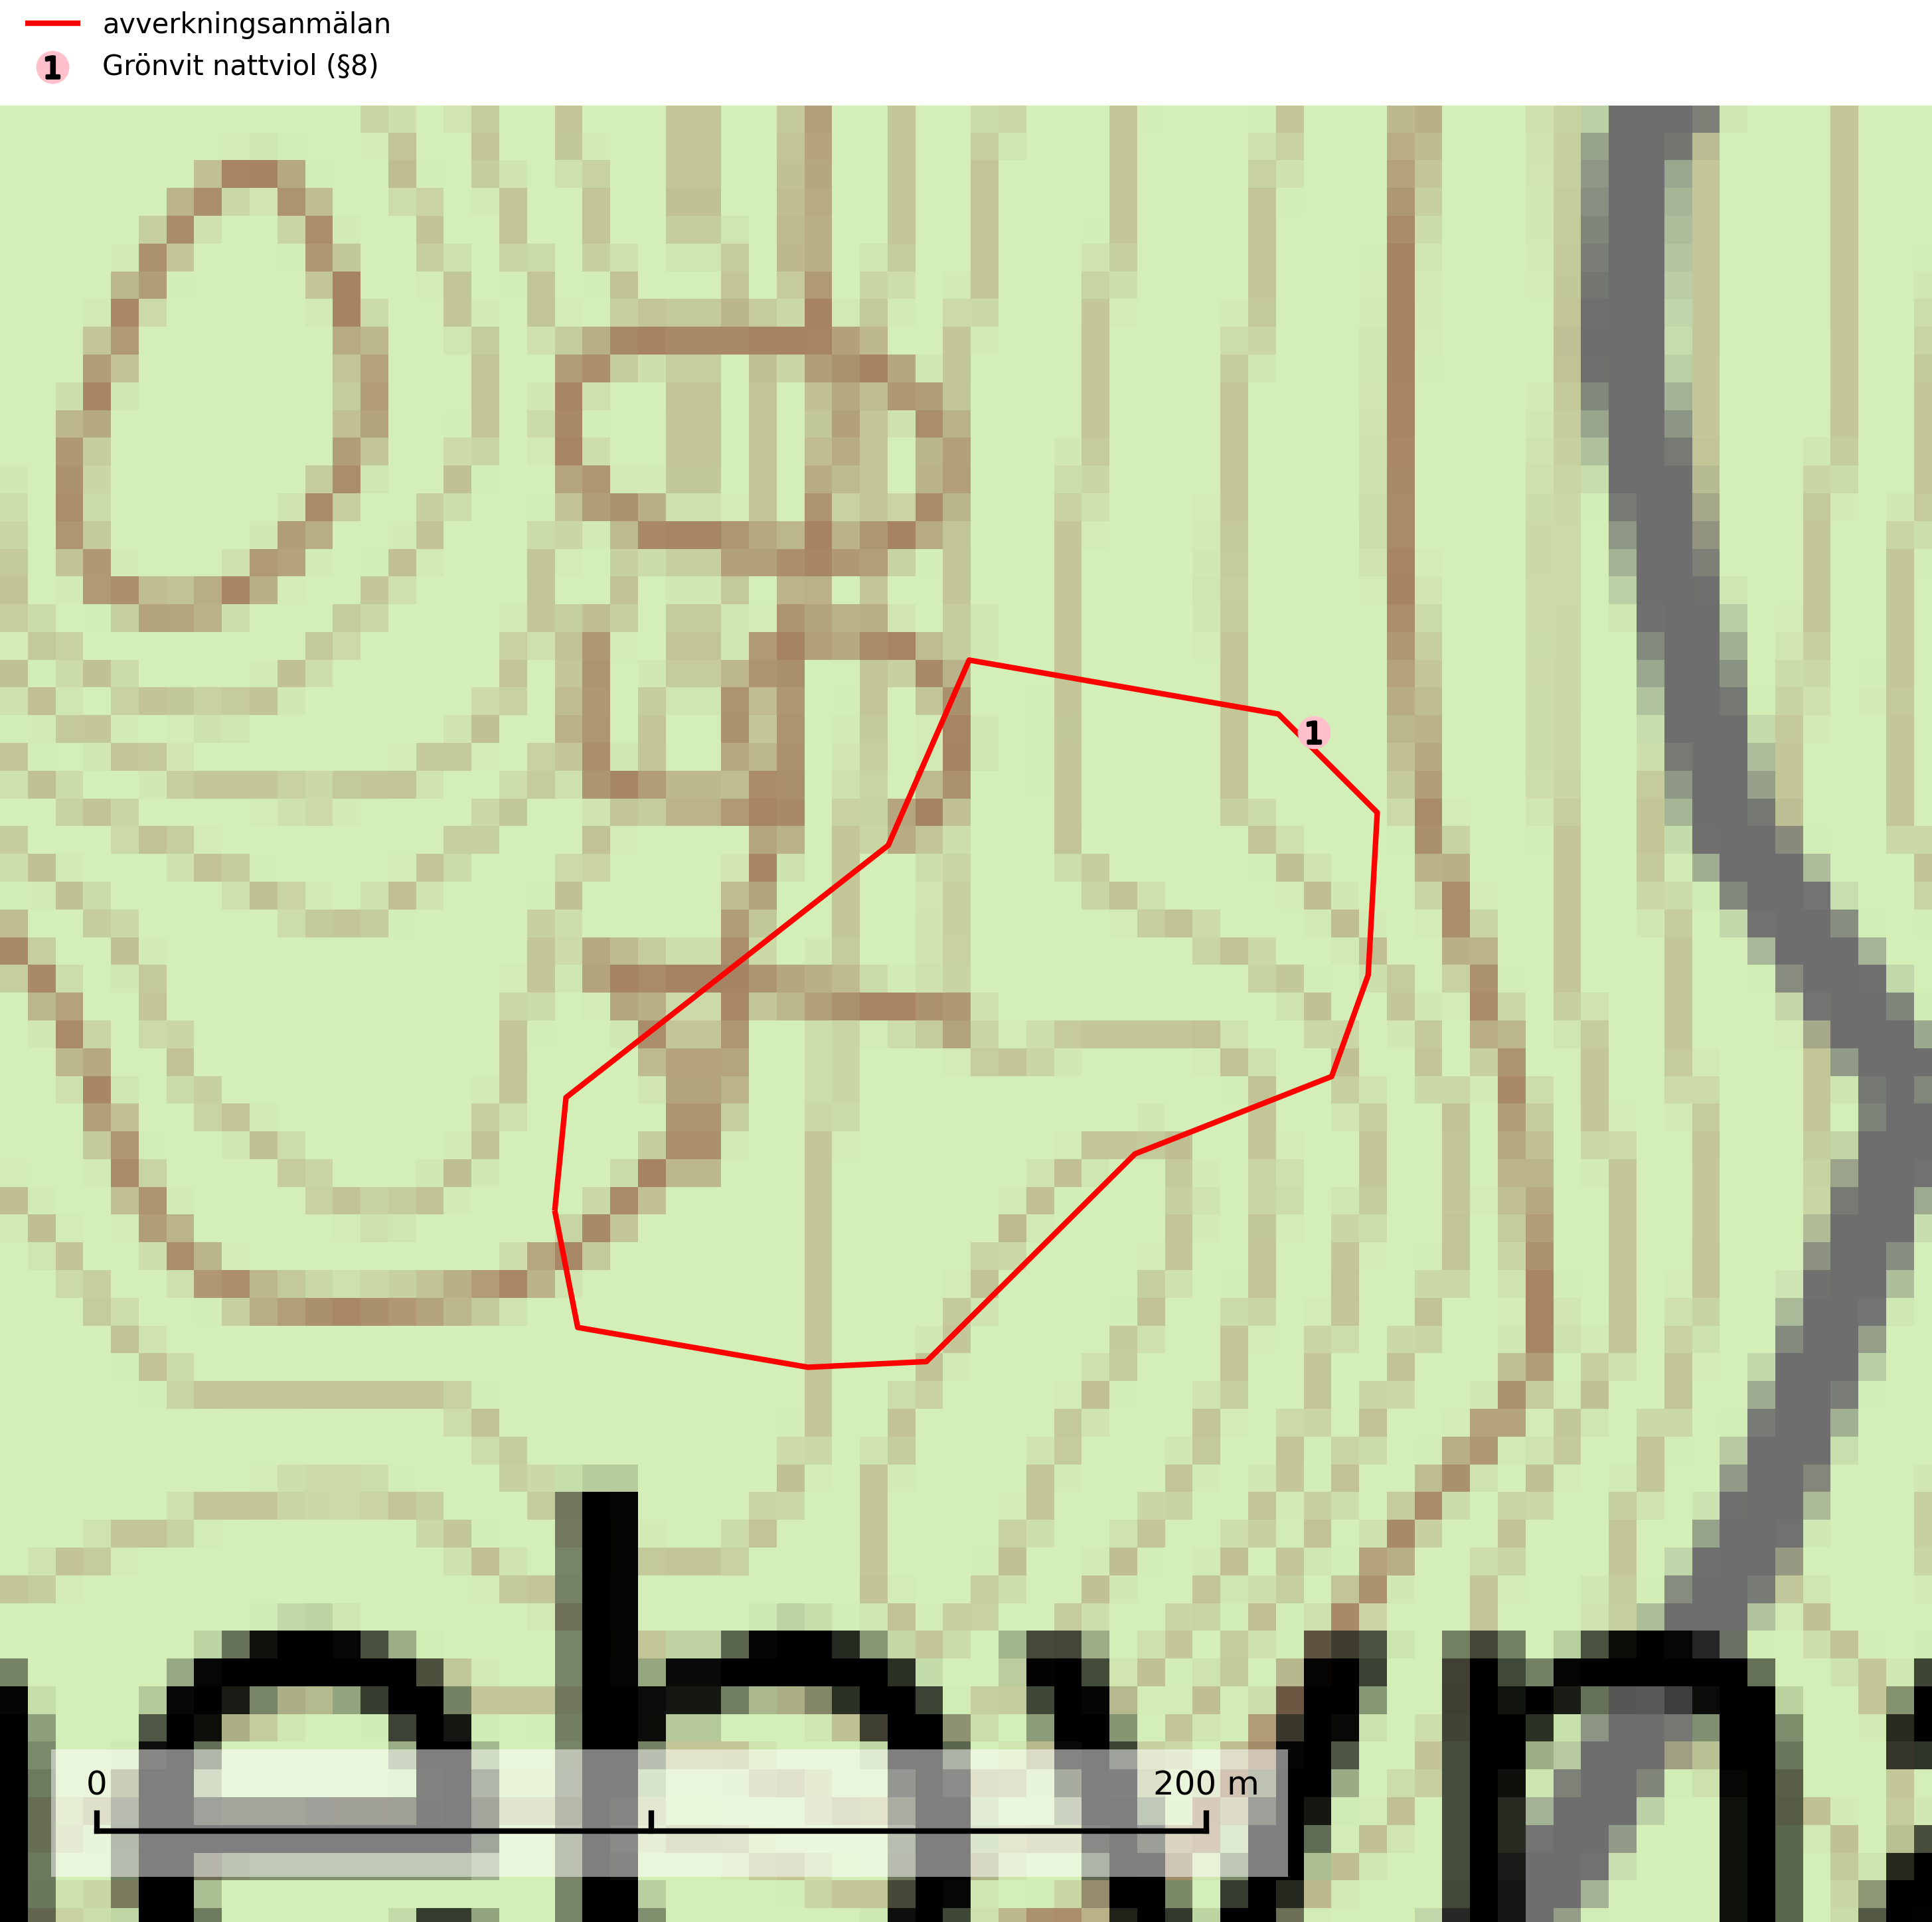 avverkningsanmälan
1 Grönvit nattviol (§8)
1
0 200 m